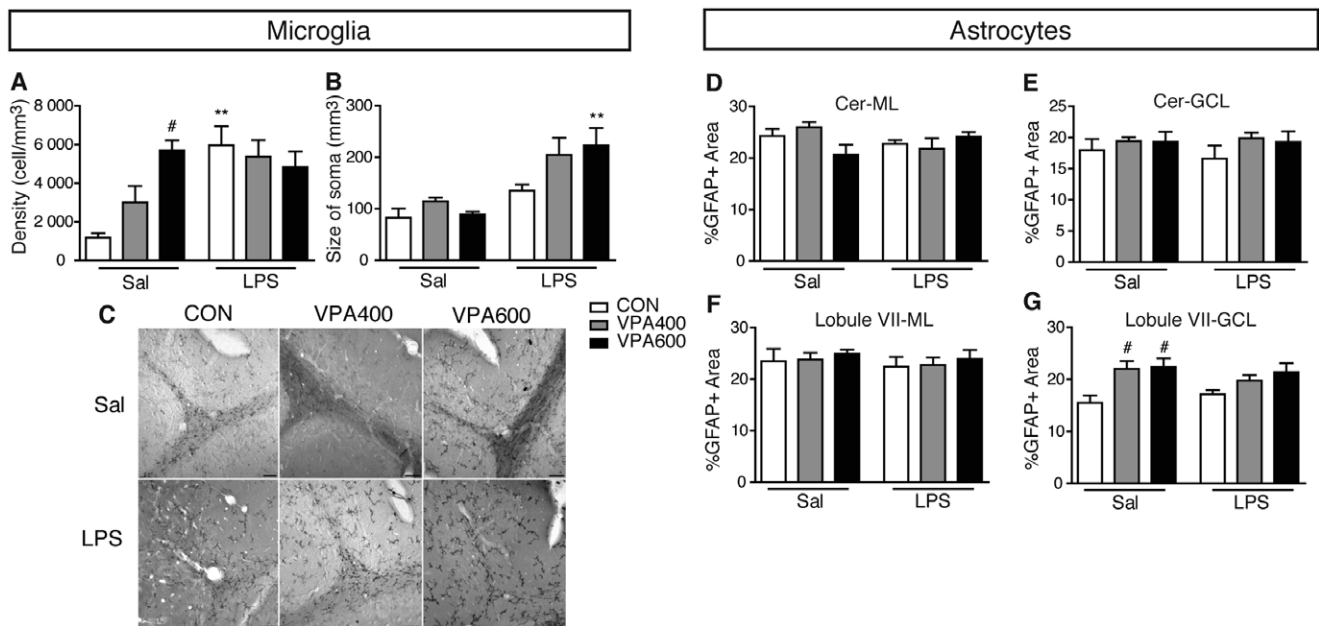 Microglia
A
Density (cell/mm³)
8 000
6 000
4 000
2 000
0
#
**
Sal
LPS
B
Size of soma (mm³)
300
200
100
0
**
Sal
LPS
C
CON
VPA400
VPA600
Sal
LPS
CON
VPA400
VPA600
Astrocytes
D
Cer-ML
%GFAP+ Area
30
20
10
0
Sal
LPS
E
Cer-GCL
%GFAP+ Area
25
20
15
10
5
0
Sal
LPS
F
Lobule VII-ML
%GFAP+ Area
30
20
10
0
Sal
LPS
G
Lobule VII-GCL
%GFAP+ Area
30
20
10
0
# #
Sal
LPS